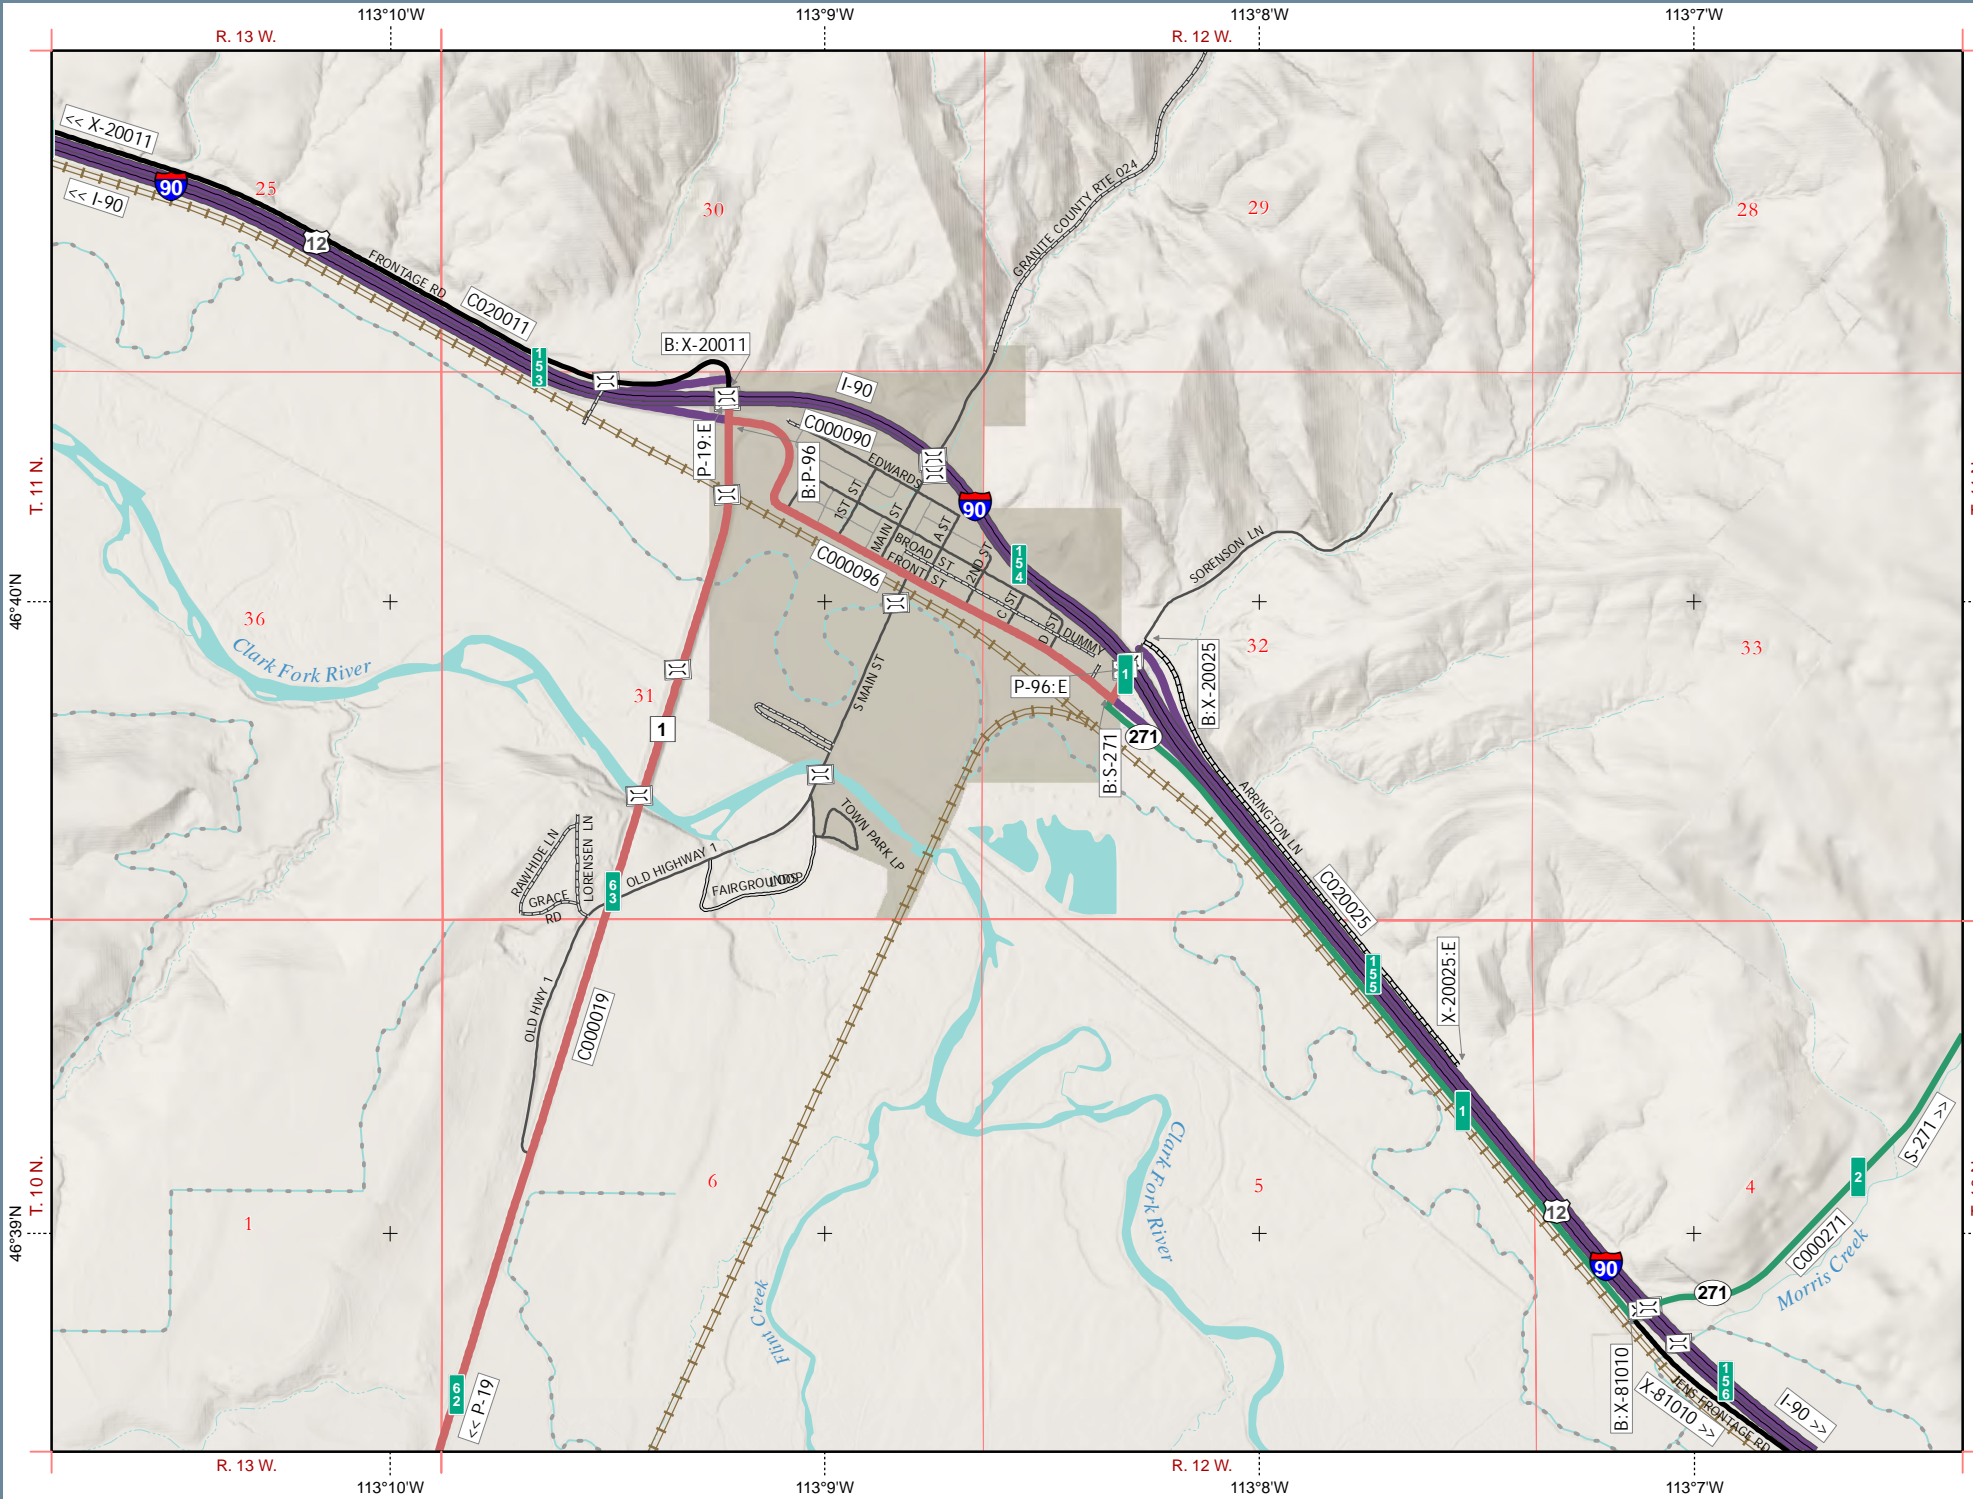 113°10'W
113°9'W
113°8'W
113°7'W
R. 13 W.
R. 12 W.
<< X-20011
90
25
<< I-90
12
30
29
28
GRANITE COUNTY RTE 024
FRONTAGE RD
C020011
B:X-20011
153
I-90
T. 11 N.
P-19:E
C000090
B:P-96
EDWARDS
1ST ST
MAIN ST
A ST
90
BROAD ST
FRONT ST
2ND ST
154
C000096
SORENSON LN
46°40'N
36
C ST
D ST
DUMMY
32
33
Clark Fork River
31
S MAIN ST
P-96:E
1
B:X-20025
1
271
B:S-271
ARRINGTON LN
RAWHIDE LN
LORENSEN LN
GRACE RD
63
OLD HIGHWAY 1
TOWN PARK LP
FAIRGROUNDS LOOP
C020025
155
X-20025:E
OLD HWY 1
C000019
1
S-271 >>
Clark Fork River
T. 10 N.
6
5
4
2
1
46°39'N
12
C000271
Morris Creek
90
271
Flint Creek
62
<< P-19
B:X-81010
X-81010 >>
JENS FRONTAGE RD
156
I-90 >>
R. 13 W.
R. 12 W.
113°10'W
113°9'W
113°8'W
113°7'W